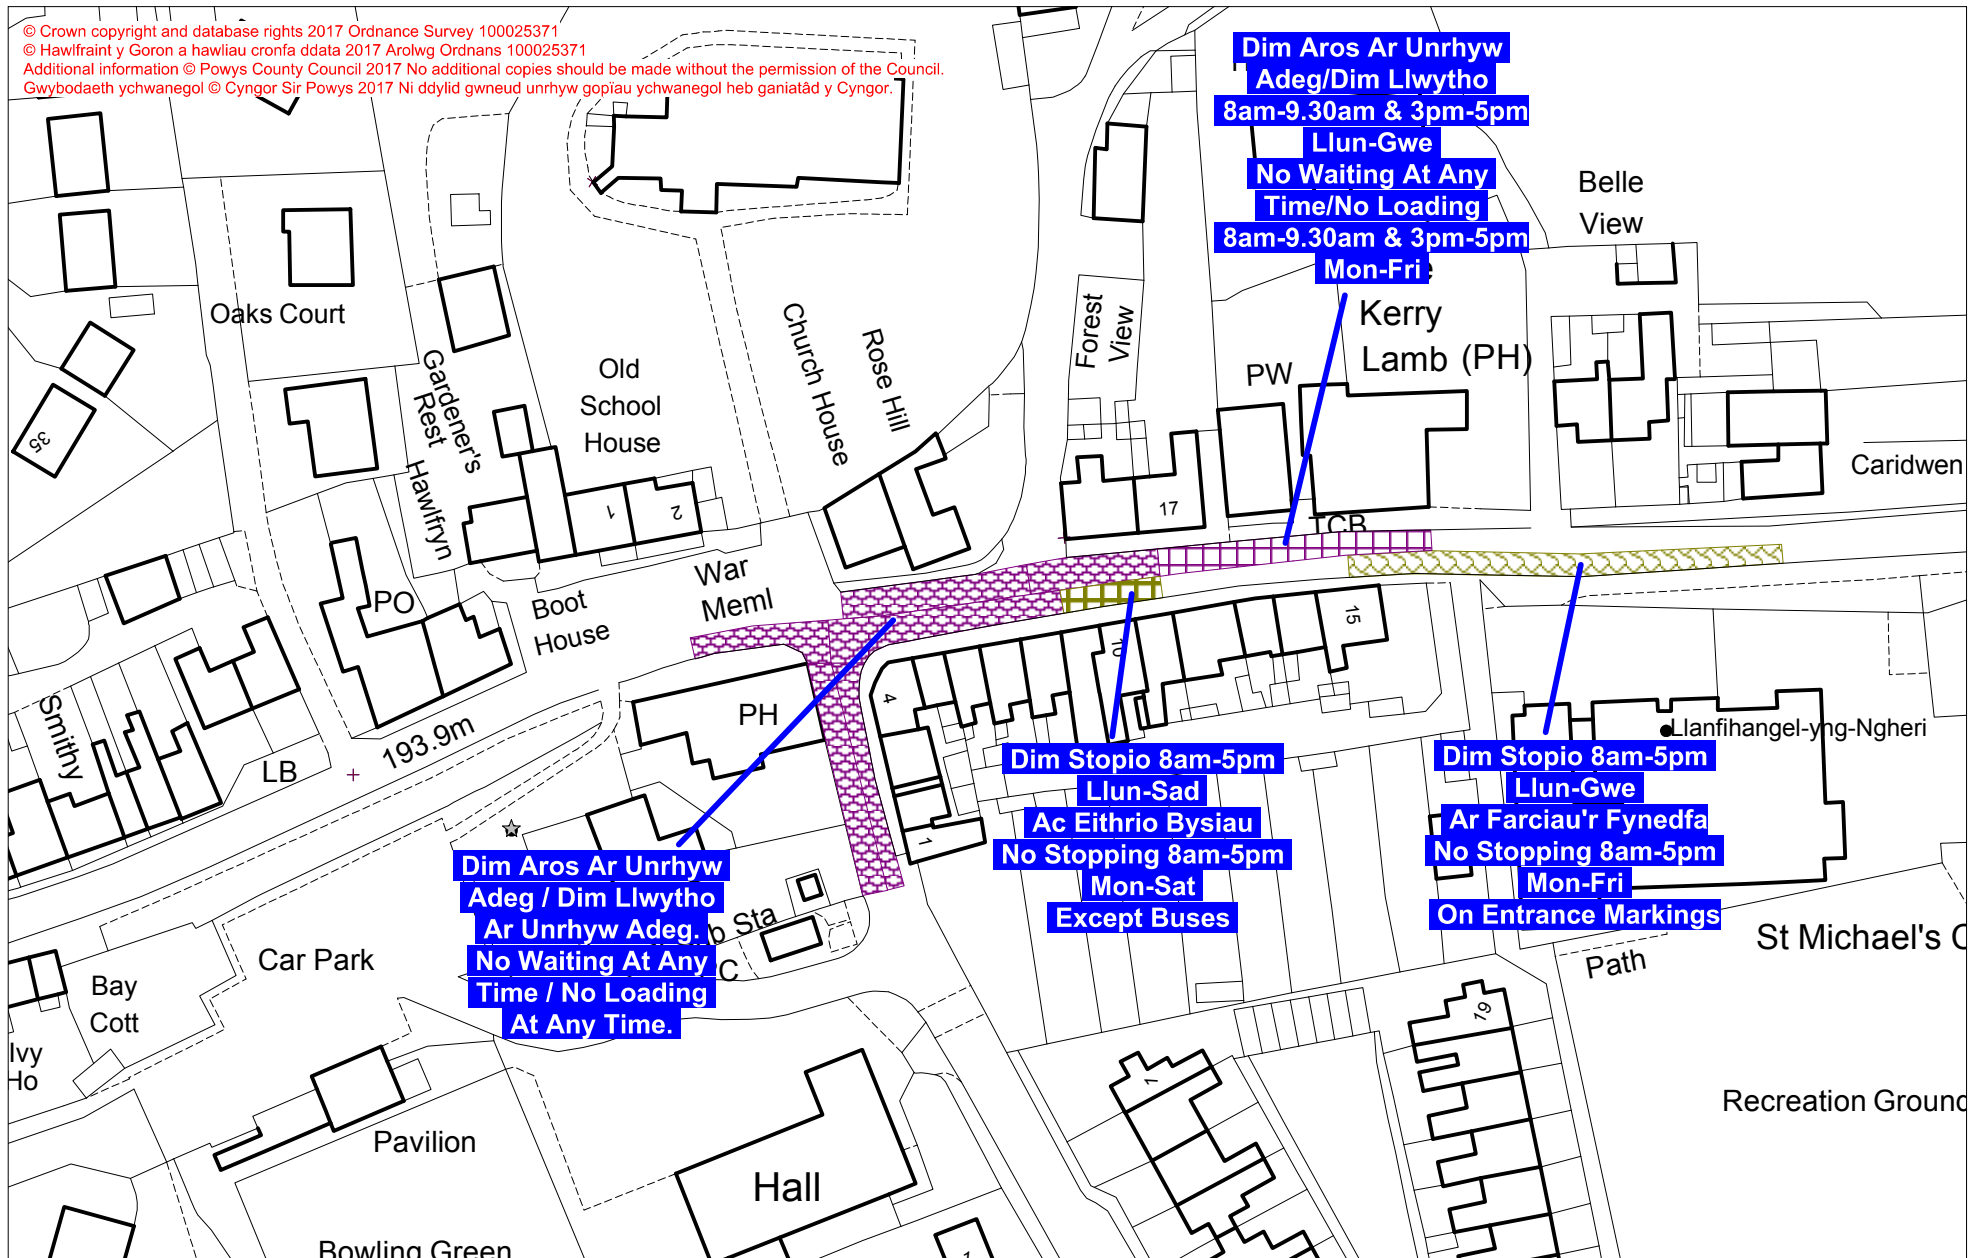 © Crown copyright and database rights 2017 Ordnance Survey 100025371
© Hawlfraint y Goron a hawliau cronfa ddata 2017 Arolwg Ordnans 100025371
Additional information © Powys County Council 2017 No additional copies should be made without the permission of the Council.
Gwybodaeth ychwanegol © Cyngor Sir Powys 2017 Ni ddylid gwneud unrhyw gopïau ychwanegol heb ganiatâd y Cyngor.
Dim Aros Ar Unrhyw
Adeg/Dim Llwytho
8am-9.30am & 3pm-5pm
Llun-Gwe
No Waiting At Any
Time/No Loading
8am-9.30am & 3pm-5pm
Mon-Fri
Belle
View
Oaks Court
Kerry
Lamb (PH)
Forest
View
Church House
Rose Hill
Old
School
House
Gardener's
Rest
Hawlfryn
PW
35
1
2
17
Caridwen
TCB
War
Meml
PO
Boot
House
15
10
4
PH
Smithy
193.9m
LB
Llanfihangel-yng-Ngheri
Dim Stopio 8am-5pm
Llun-Sad
Ac Eithrio Bysiau
No Stopping 8am-5pm
Mon-Sat
Except Buses
Dim Stopio 8am-5pm
Llun-Gwe
Ar Farciau'r Fynedfa
No Stopping 8am-5pm
Mon-Fri
On Entrance Markings
1
Dim Aros Ar Unrhyw
Adeg / Dim Llwytho
Ar Unrhyw Adeg.
No Waiting At Any
Time / No Loading
At Any Time.
Sta
Car Park
Bay
Cott
Ivy
Ho
St Michael's
Path
19
1
Recreation Ground
Pavilion
Hall
Bowling Green
1